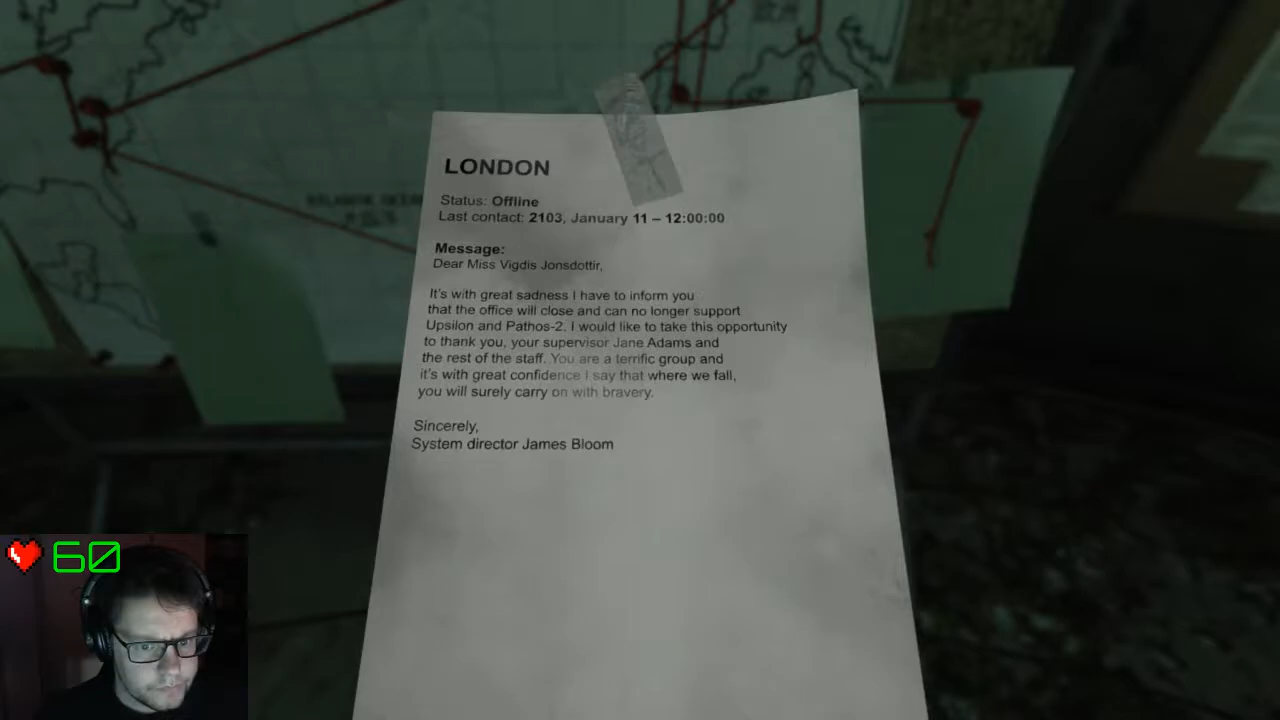 LONDON
Status: Offline
Last contact: 2103, January 11 – 12:00:00
Message:
Dear Miss Vigdis Jonsdottir,
It's with great sadness I have to inform you
that the office will close and can no longer support
Upsilon and Pathos-2. I would like to take this opportunity
to thank you, your supervisor Jane Adams and
the rest of the staff. You are a terrific group and
it's with great confidence I say that where we fall,
you will surely carry on with bravery.
Sincerely,
System director James Bloom
60